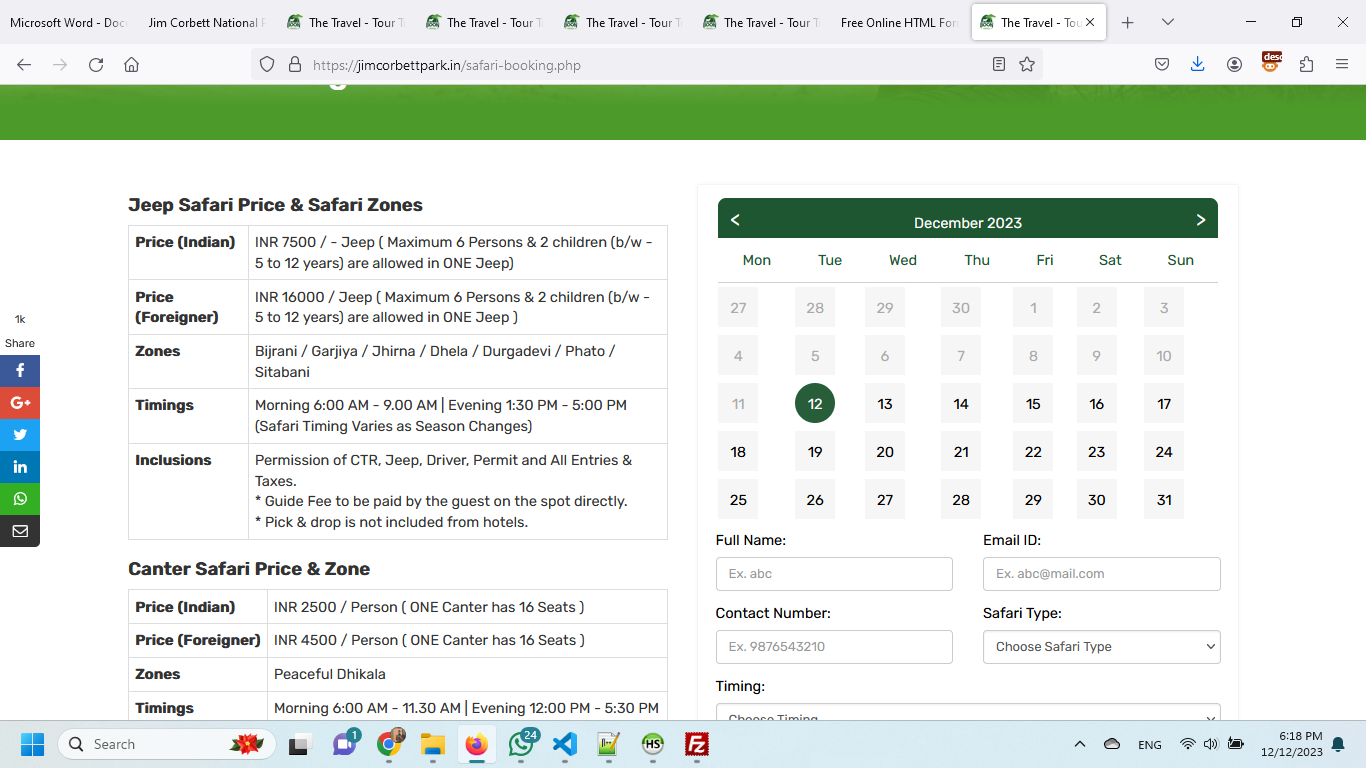 Microsoft Word - Doc
Jim Corbett National P
The Travel - Tour T
The Travel - Tour T
The Travel - Tour T
The Travel - Tour T
Free Online HTML For
The Travel - Tou
https://jimcorbettpark.in/safari-booking.php
Jeep Safari Price & Safari Zones
Price (Indian)
INR 7500 / - Jeep ( Maximum 6 Persons & 2 children (b/w -
5 to 12 years) are allowed in ONE Jeep)
Price
(Foreigner)
INR 16000 / Jeep ( Maximum 6 Persons & 2 children (b/w -
5 to 12 years) are allowed in ONE Jeep )
Zones
Bijrani / Garjiya / Jhirna / Dhela / Durgadevi / Phato /
Sitabani
Timings
Morning 6:00 AM - 9.00 AM | Evening 1:30 PM - 5:00 PM
(Safari Timing Varies as Season Changes)
Inclusions
Permission of CTR, Jeep, Driver, Permit and All Entries &
Taxes.
* Guide Fee to be paid by the guest on the spot directly.
* Pick & drop is not included from hotels.
Canter Safari Price & Zone
Price (Indian)
INR 2500 / Person ( ONE Canter has 16 Seats )
Price (Foreigner)
INR 4500 / Person ( ONE Canter has 16 Seats )
Zones
Peaceful Dhikala
Timings
Morning 6:00 AM - 11.30 AM | Evening 12:00 PM - 5:30 PM
1k
Share
< December 2023 >
Mon Tue Wed Thu Fri Sat Sun
27 28 29 30 1 2 3
4 5 6 7 8 9 10
11 12 13 14 15 16 17
18 19 20 21 22 23 24
25 26 27 28 29 30 31
Full Name:
Email ID:
Ex. abc
Ex. abc@mail.com
Contact Number:
Safari Type:
Ex. 9876543210
Choose Safari Type
Timing:
Choose Timing
Search
1
24
HS
ENG
6:18 PM
12/12/2023